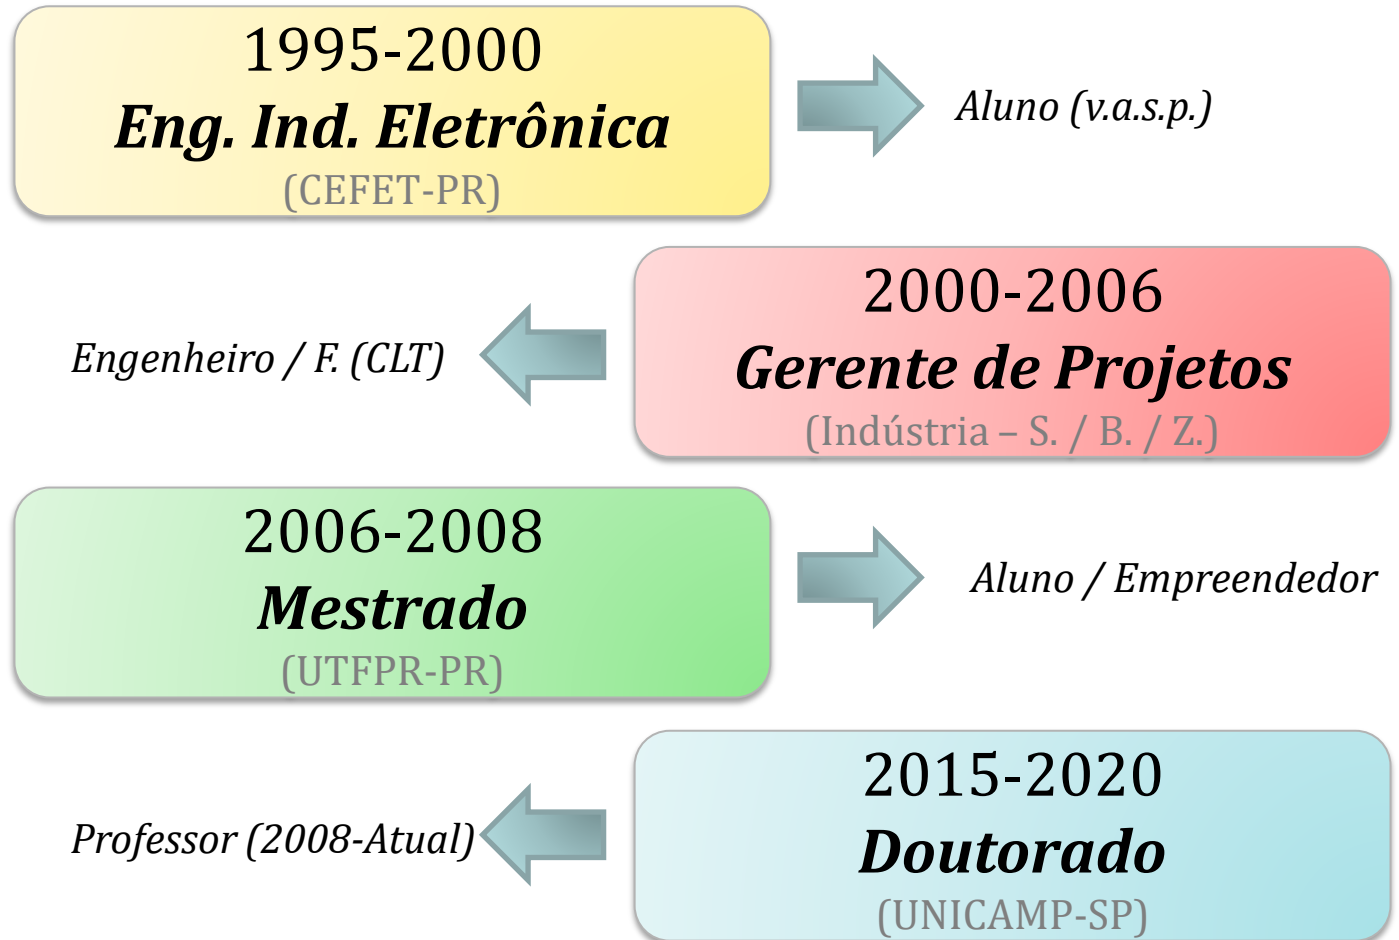 1995-2000
Eng. Ind. Eletrônica
(CEFET-PR)
Aluno (v.a.s.p.)
2000-2006
Gerente de Projetos
(Indústria – S. / B. / Z.)
Engenheiro / F. (CLT)
2006-2008
Mestrado
(UTFPR-PR)
Aluno / Empreendedor
2015-2020
Doutorado
(UNICAMP-SP)
Professor (2008-Atual)